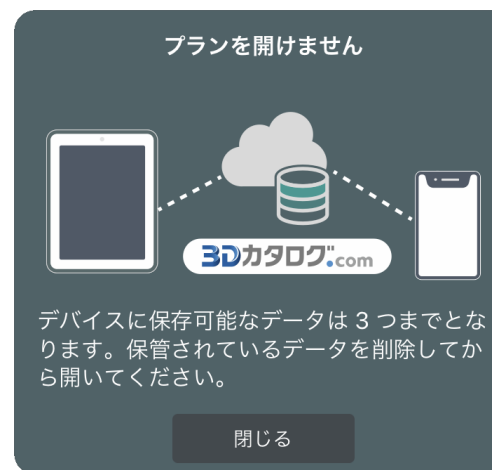 プランを開けません
3Dカタログ.com
デバイスに保存可能なデータは 3 つまでとな
ります。保管されているデータを削除してか
ら開いてください。
閉じる